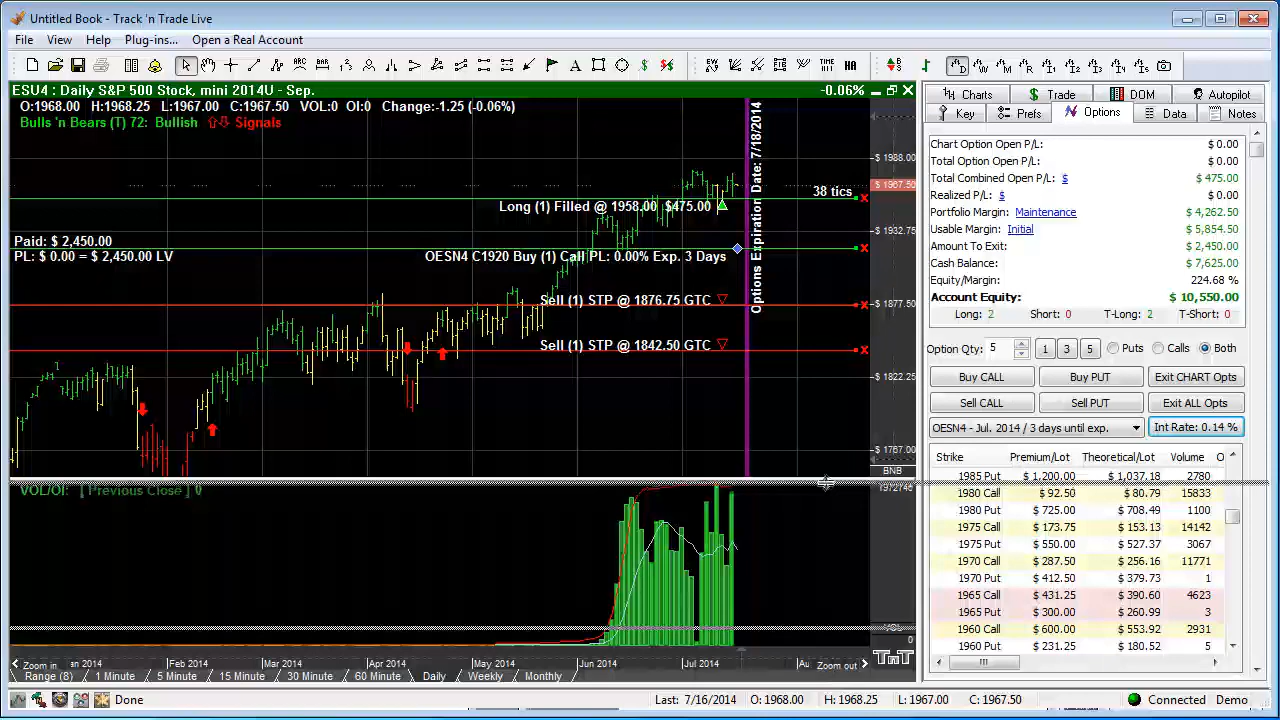 Untitled Book - Track 'n Trade Live
File View Help Plug-ins... Open a Real Account
ESU4 : Daily S&P 500 Stock, mini 2014U - Sep. -0.06%
O:1968.00 H:1968.25 L:1967.00 C:1967.50 VOL:0 OI:0 Change:-1.25 (-0.06%)
Bulls 'n Bears (T) 72: Bullish Signals
Options Expiration Date: 7/18/2014
$ 1988.00
$ 1967.50
38 tics
Long (1) Filled @ 1958.00 $475.00
$ 1932.75
Paid: $ 2,450.00
PL: $ 0.00 = $ 2,450.00 LV
OESN4 C1920 Buy (1) Call PL: 0.00% Exp. 3 Days
Sell (1) STP @ 1876.75 GTC
$ 1877.50
Sell (1) STP @ 1842.50 GTC
$ 1822.25
$ 1767.00
BNB
VOL/OI: [ Previous Close ] 0
1972746
VOL
0
Zoom in an 2014 Feb 2014 Mar 2014 Apr 2014 May 2014 Jun 2014 Jul 2014 Au Zoom out
TNT
Range (8) 1 Minute 5 Minute 15 Minute 30 Minute 60 Minute Daily Weekly Monthly
Charts Trade DOM Autopilot
Key Prefs Options Data Notes
Chart Option Open P/L: $ 0.00
Total Option Open P/L: $ 0.00
Total Combined Open P/L: $ $ 475.00
Realized P/L: $ $ 0.00
Portfolio Margin: Maintenance $ 4,262.50
Usable Margin: Initial $ 5,854.50
Amount To Exit: $ 2,450.00
Cash Balance: $ 7,625.00
Equity/Margin: 224.68 %
Account Equity: $ 10,550.00
Long: 2 Short: 0 T-Long: 2 T-Short: 0
Option Qty: 5 1 3 5 Puts Calls Both
Buy CALL Buy PUT Exit CHART Opts
Sell CALL Sell PUT Exit ALL Opts
OESN4 - Jul. 2014 / 3 days until exp. Int Rate: 0.14 %
Strike Premium/Lot Theoretical/Lot Volume O
1985 Put $ 1,200.00 $ 1,037.18 2780
1980 Call $ 92.50 $ 80.79 15833
1980 Put $ 725.00 $ 708.49 1100
1975 Call $ 173.75 $ 153.13 14142
1975 Put $ 550.00 $ 527.37 3067
1970 Call $ 287.50 $ 256.16 11771
1970 Put $ 412.50 $ 379.73 1
1965 Call $ 431.25 $ 390.60 4623
1965 Put $ 300.00 $ 260.99 3
1960 Call $ 600.00 $ 553.92 2931
1960 Put $ 231.25 $ 180.52 5
Done Last: 7/16/2014 O: 1968.00 H: 1968.25 L: 1967.00 C: 1967.50 Connected Demo